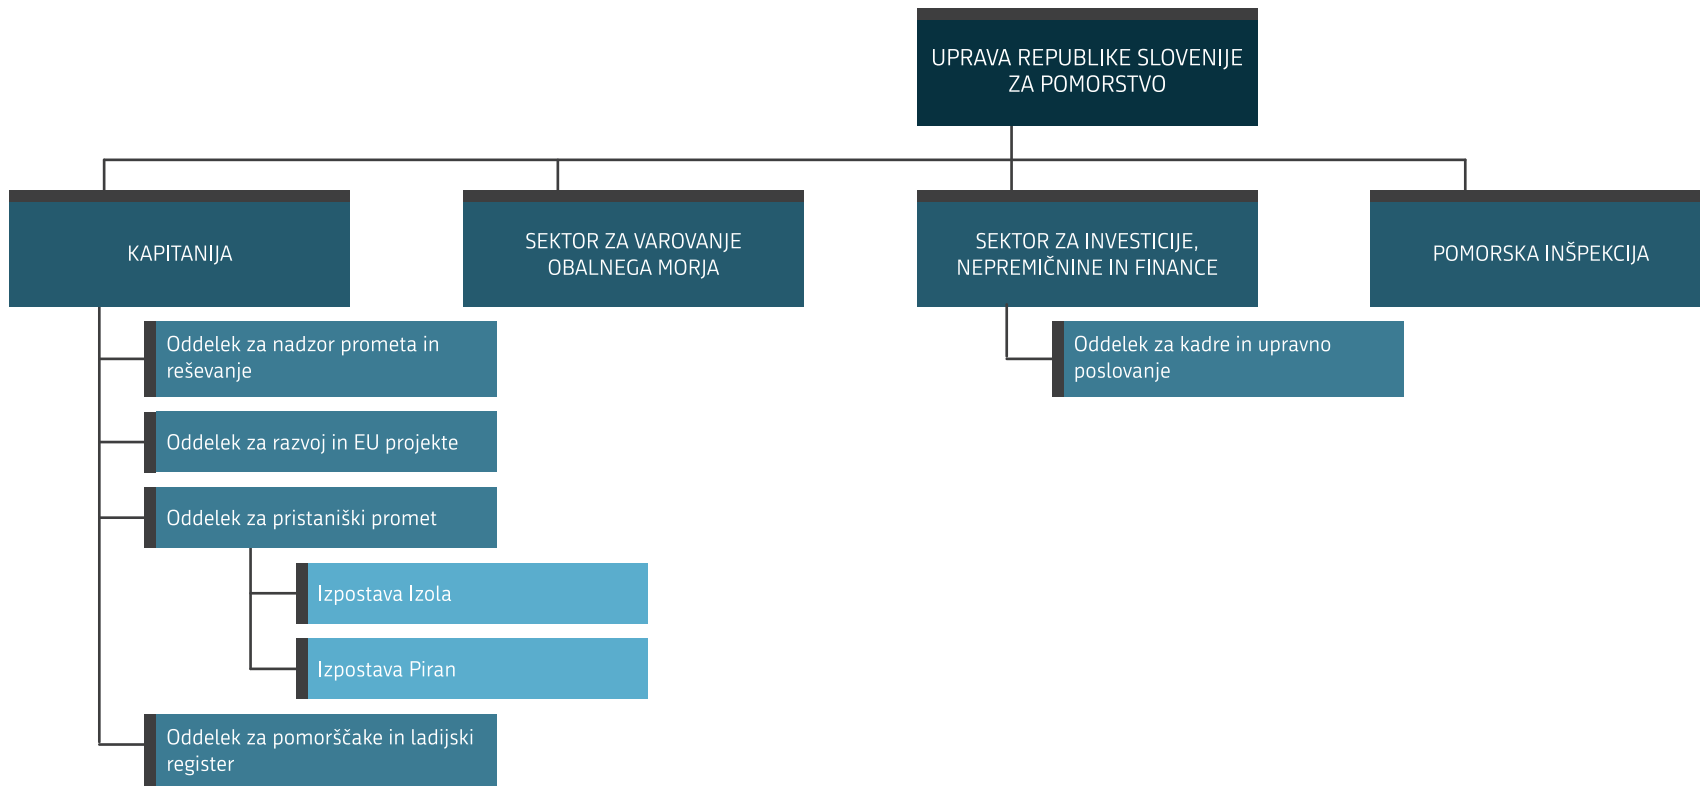 UPRAVA REPUBLIKE SLOVENIJE
ZA POMORSTVO
KAPITANIJA
SEKTOR ZA VAROVANJE
OBALNEGA MORJA
SEKTOR ZA INVESTICIJE,
NEPREMIČNINE IN FINANCE
POMORSKA INŠPEKCIJA
Oddelek za nadzor prometa in
reševanje
Oddelek za kadre in upravno
poslovanje
Oddelek za razvoj in EU projekte
Oddelek za pristaniški promet
Izpostava Izola
Izpostava Piran
Oddelek za pomorščake in ladijski
register